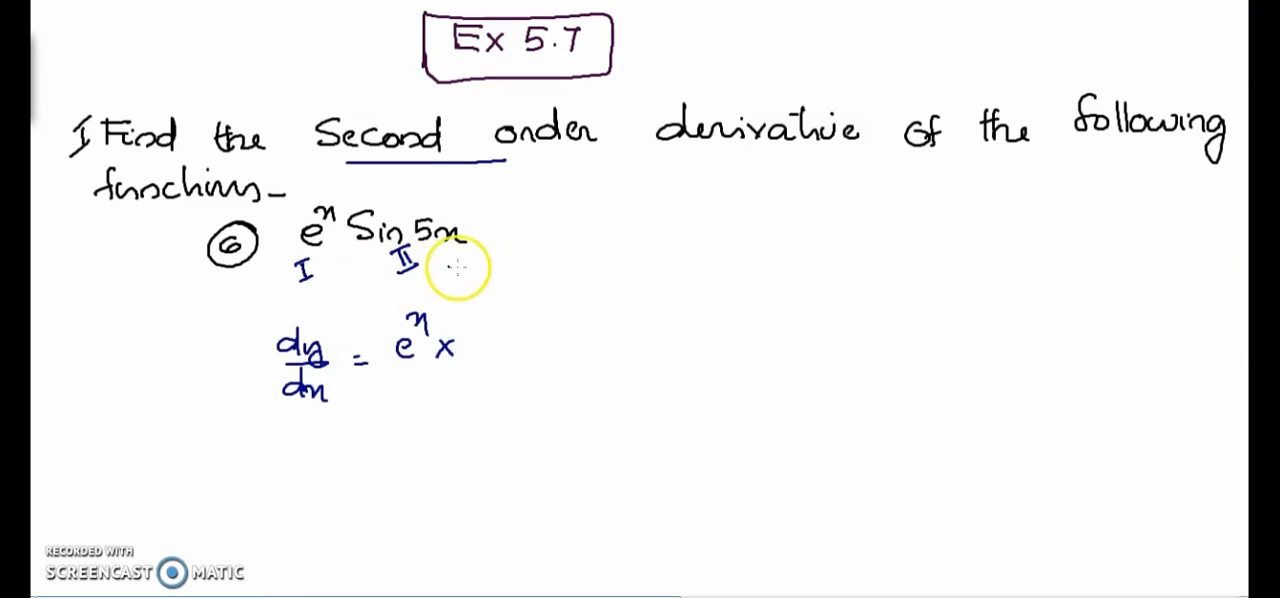 Ex 5.7
I Find the Second order derivative of the following
functions-
6 e^x Sin 5x
I II
dy/dx = e^x ×
RECORDED WITH
SCREENCAST O MATIC